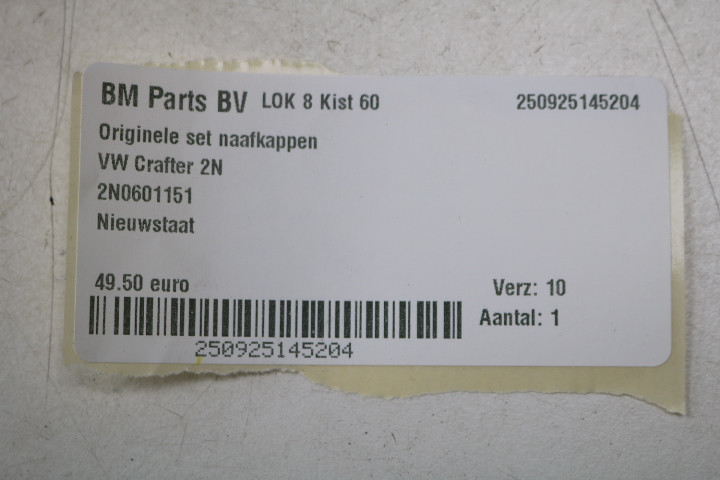 BM Parts BV LOK 8 Kist 60 250925145204
Originele set naafkappen
VW Crafter 2N
2N0601151
Nieuwstaat
49.50 euro Verz: 10
Aantal: 1
250925145204